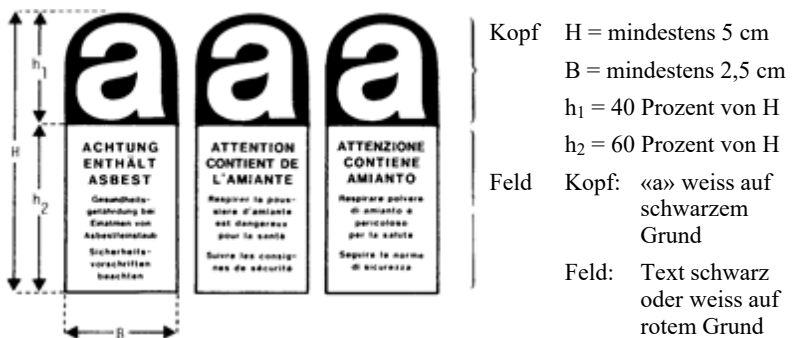 h1
H
h2
B
a
ACHTUNG
ENTHÄLT
ASBEST
Gesundheits-
gefährdung bei
Einatmen von
Asbestfeinstaub
Sicherheits-
vorschriften
beachten
a
ATTENTION
CONTIENT DE
L'AMIANTE
Respirer la pous-
sière d'amiante
est dangereux
pour la santé
Suivre les consig-
nes de sécurité
a
ATTENZIONE
CONTIENE
AMIANTO
Respirare polvere
di amianto è
pericoloso
per la salute
Seguire le norme
di sicurezza
Kopf H = mindestens 5 cm
B = mindestens 2,5 cm
h1 = 40 Prozent von H
h2 = 60 Prozent von H
Feld Kopf: «a» weiss auf
schwarzem
Grund
Feld: Text schwarz
oder weiss auf
rotem Grund